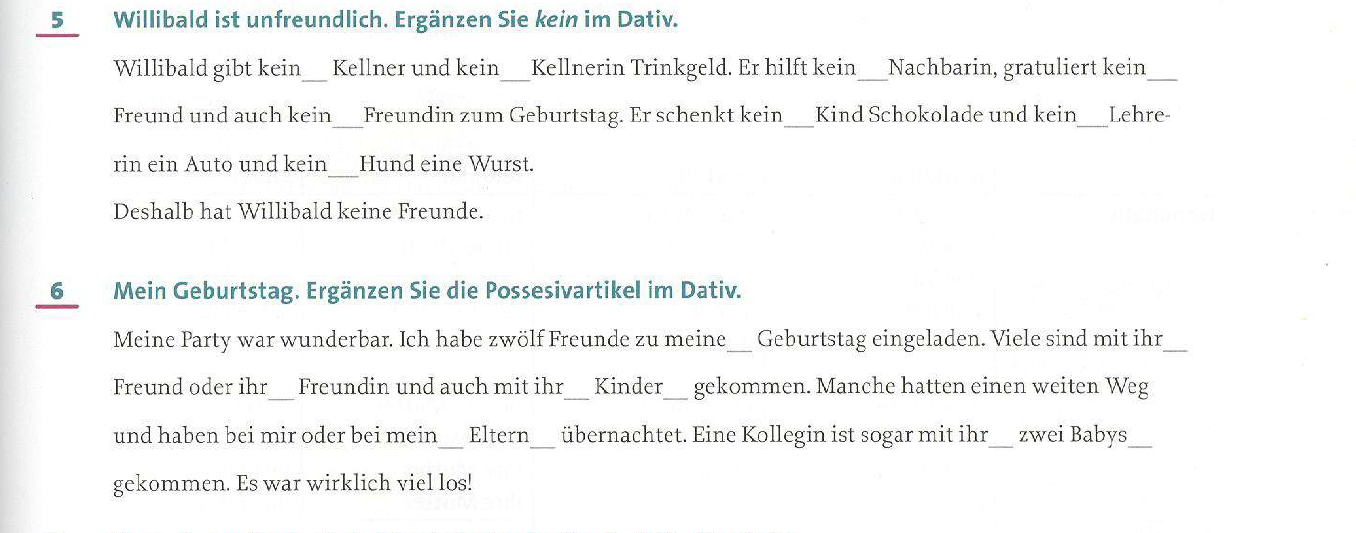 5 Willibald ist unfreundlich. Ergänzen Sie kein im Dativ.
Willibald gibt kein__ Kellner und kein__ Kellnerin Trinkgeld. Er hilft kein__ Nachbarin, gratuliert kein__
Freund und auch kein__ Freundin zum Geburtstag. Er schenkt kein__ Kind Schokolade und kein__ Lehre-
rin ein Auto und kein__ Hund eine Wurst.
Deshalb hat Willibald keine Freunde.
6 Mein Geburtstag. Ergänzen Sie die Possesivartikel im Dativ.
Meine Party war wunderbar. Ich habe zwölf Freunde zu meine__ Geburtstag eingeladen. Viele sind mit ihr__
Freund oder ihr__ Freundin und auch mit ihr__ Kinder__ gekommen. Manche hatten einen weiten Weg
und haben bei mir oder bei mein__ Eltern__ übernachtet. Eine Kollegin ist sogar mit ihr__ zwei Babys__
gekommen. Es war wirklich viel los!